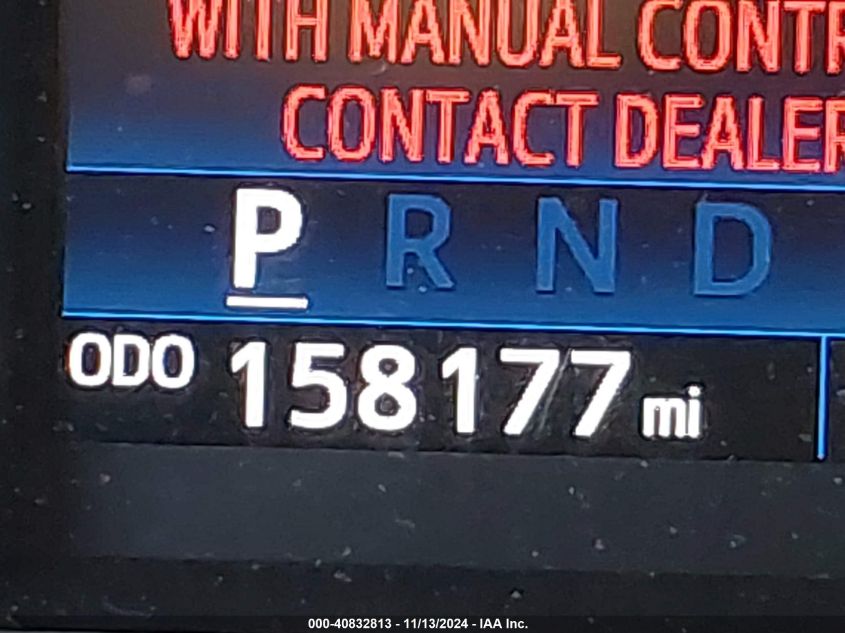 WITH MANUAL CONTR
CONTACT DEALER
P R N D
ODO 158177 mi
000-40832813 - 11/13/2024 - IAA Inc.